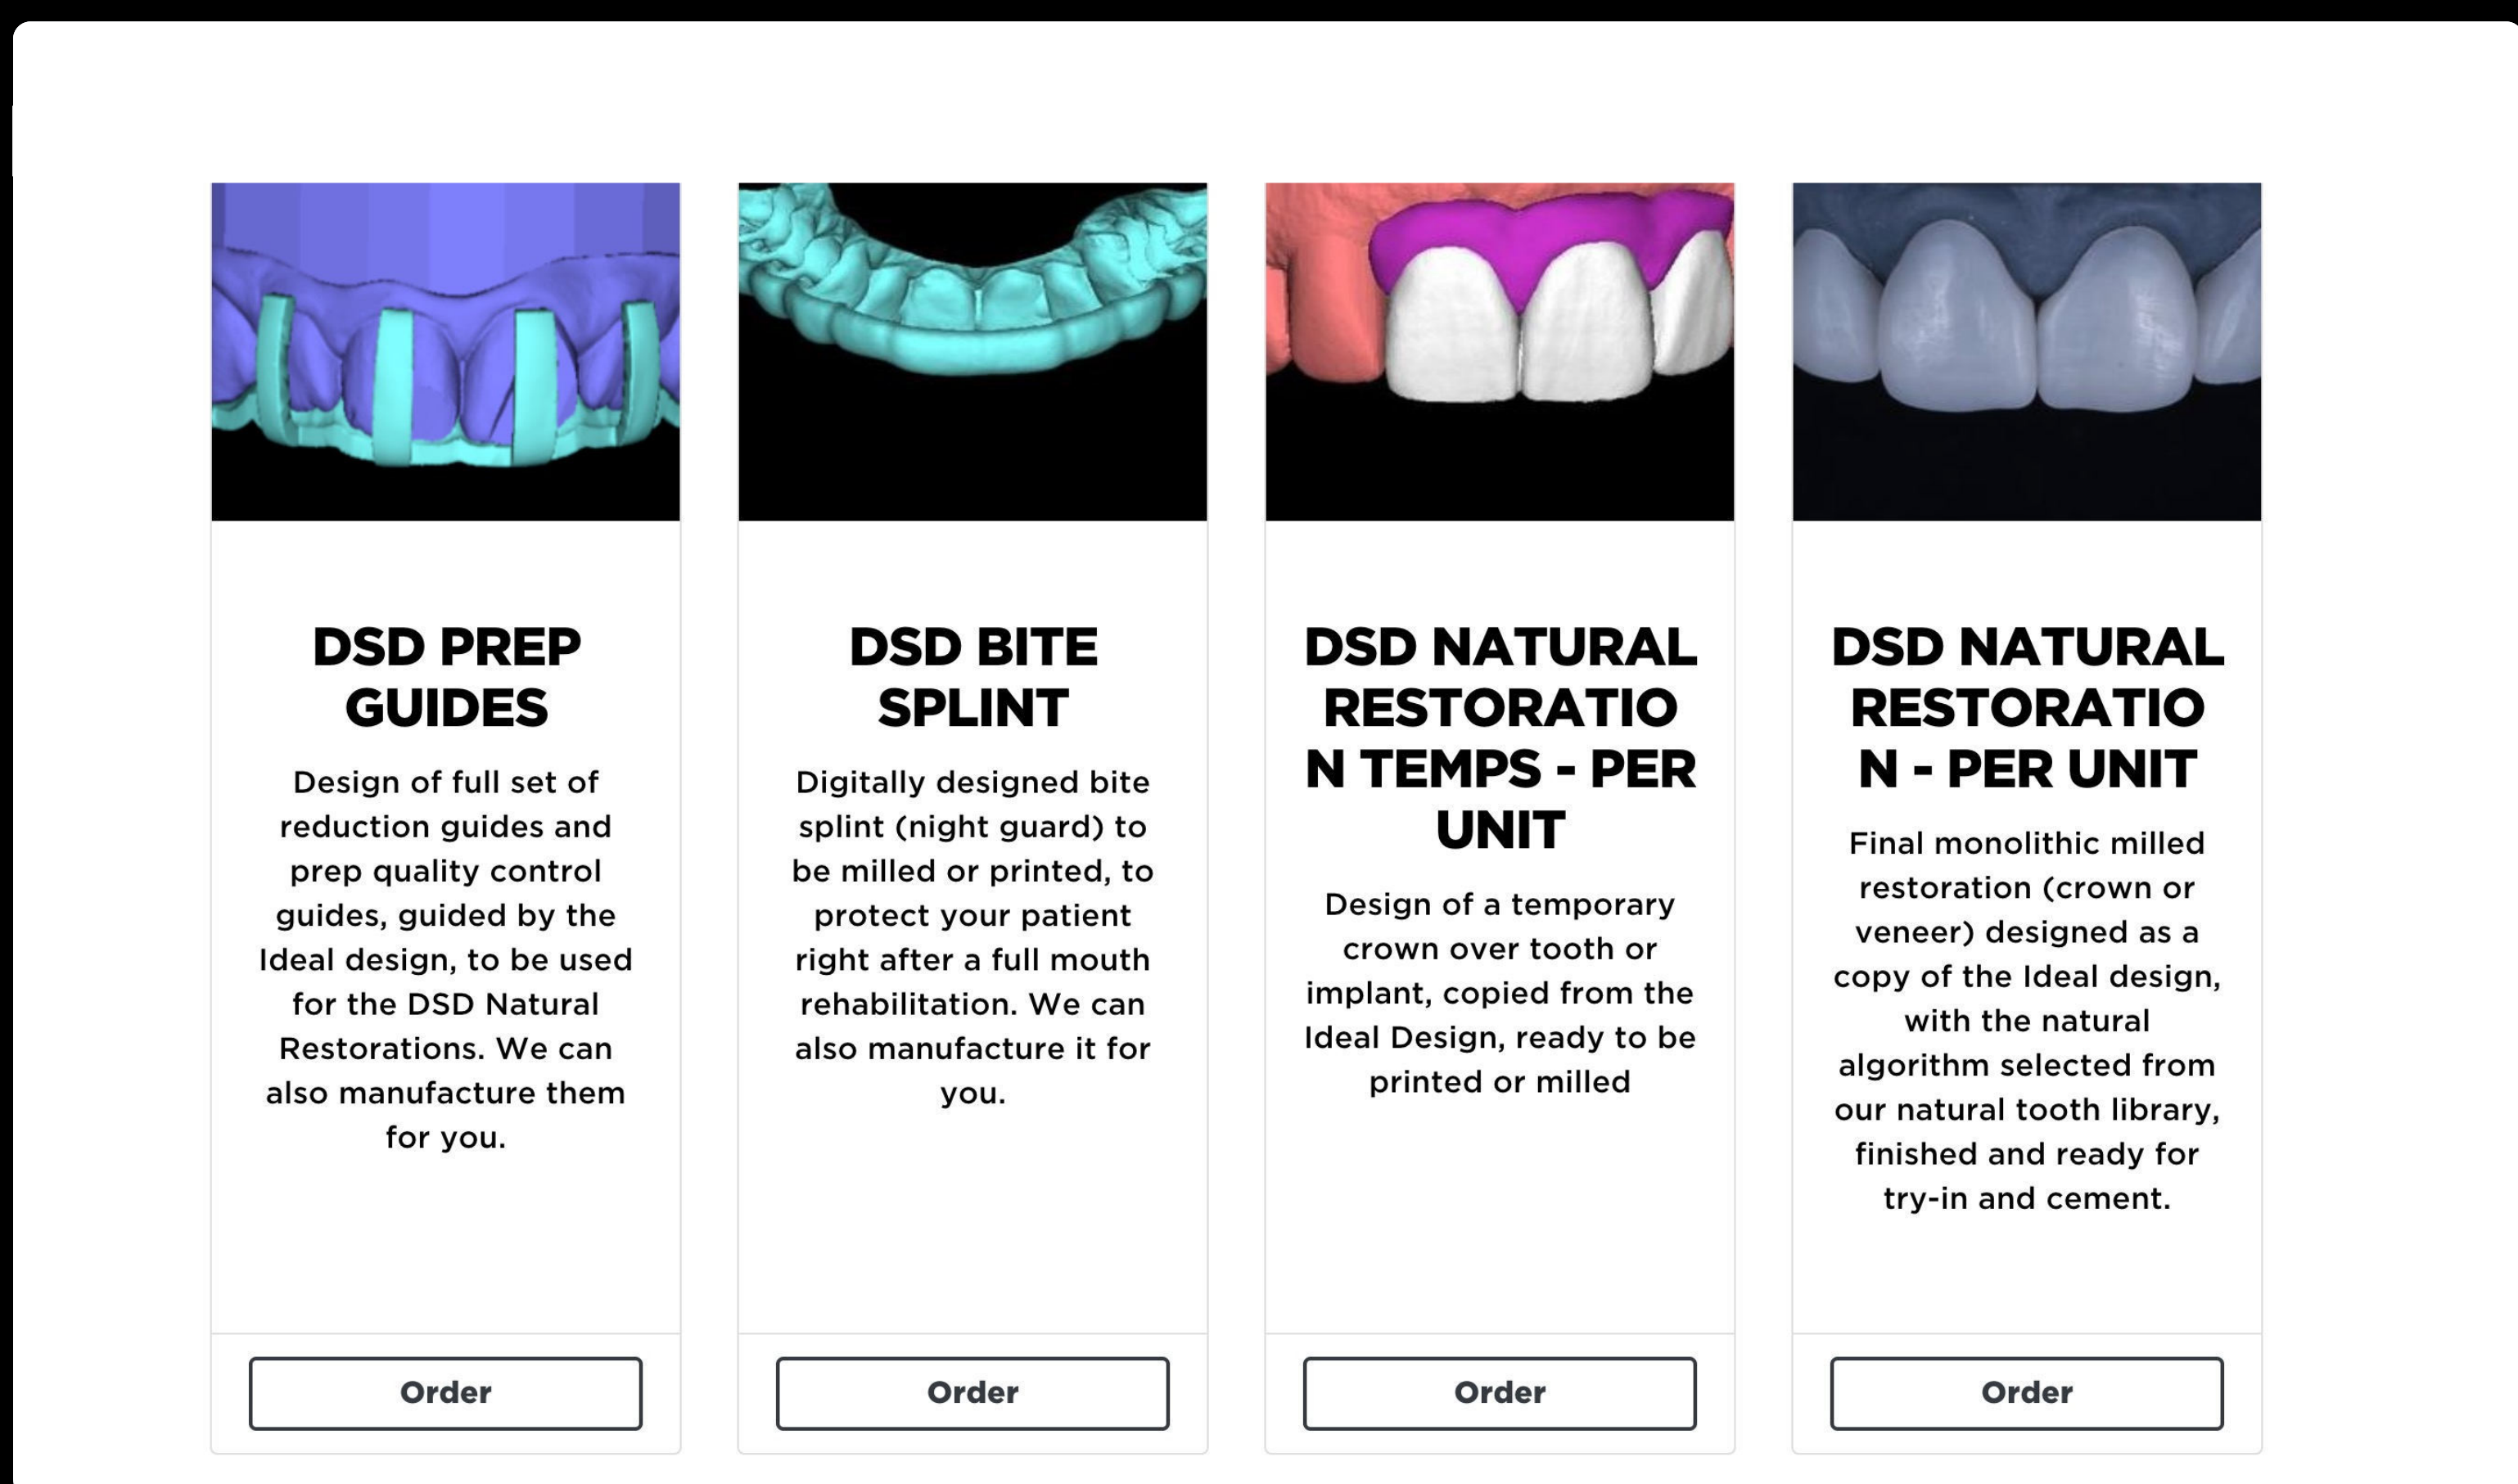 DSD PREP
GUIDES
Design of full set of
reduction guides and
prep quality control
guides, guided by the
Ideal design, to be used
for the DSD Natural
Restorations. We can
also manufacture them
for you.
Order
DSD BITE
SPLINT
Digitally designed bite
splint (night guard) to
be milled or printed, to
protect your patient
right after a full mouth
rehabilitation. We can
also manufacture it for
you.
Order
DSD NATURAL
RESTORATIO
N TEMPS - PER
UNIT
Design of a temporary
crown over tooth or
implant, copied from the
Ideal Design, ready to be
printed or milled
Order
DSD NATURAL
RESTORATIO
N - PER UNIT
Final monolithic milled
restoration (crown or
veneer) designed as a
copy of the Ideal design,
with the natural
algorithm selected from
our natural tooth library,
finished and ready for
try-in and cement.
Order